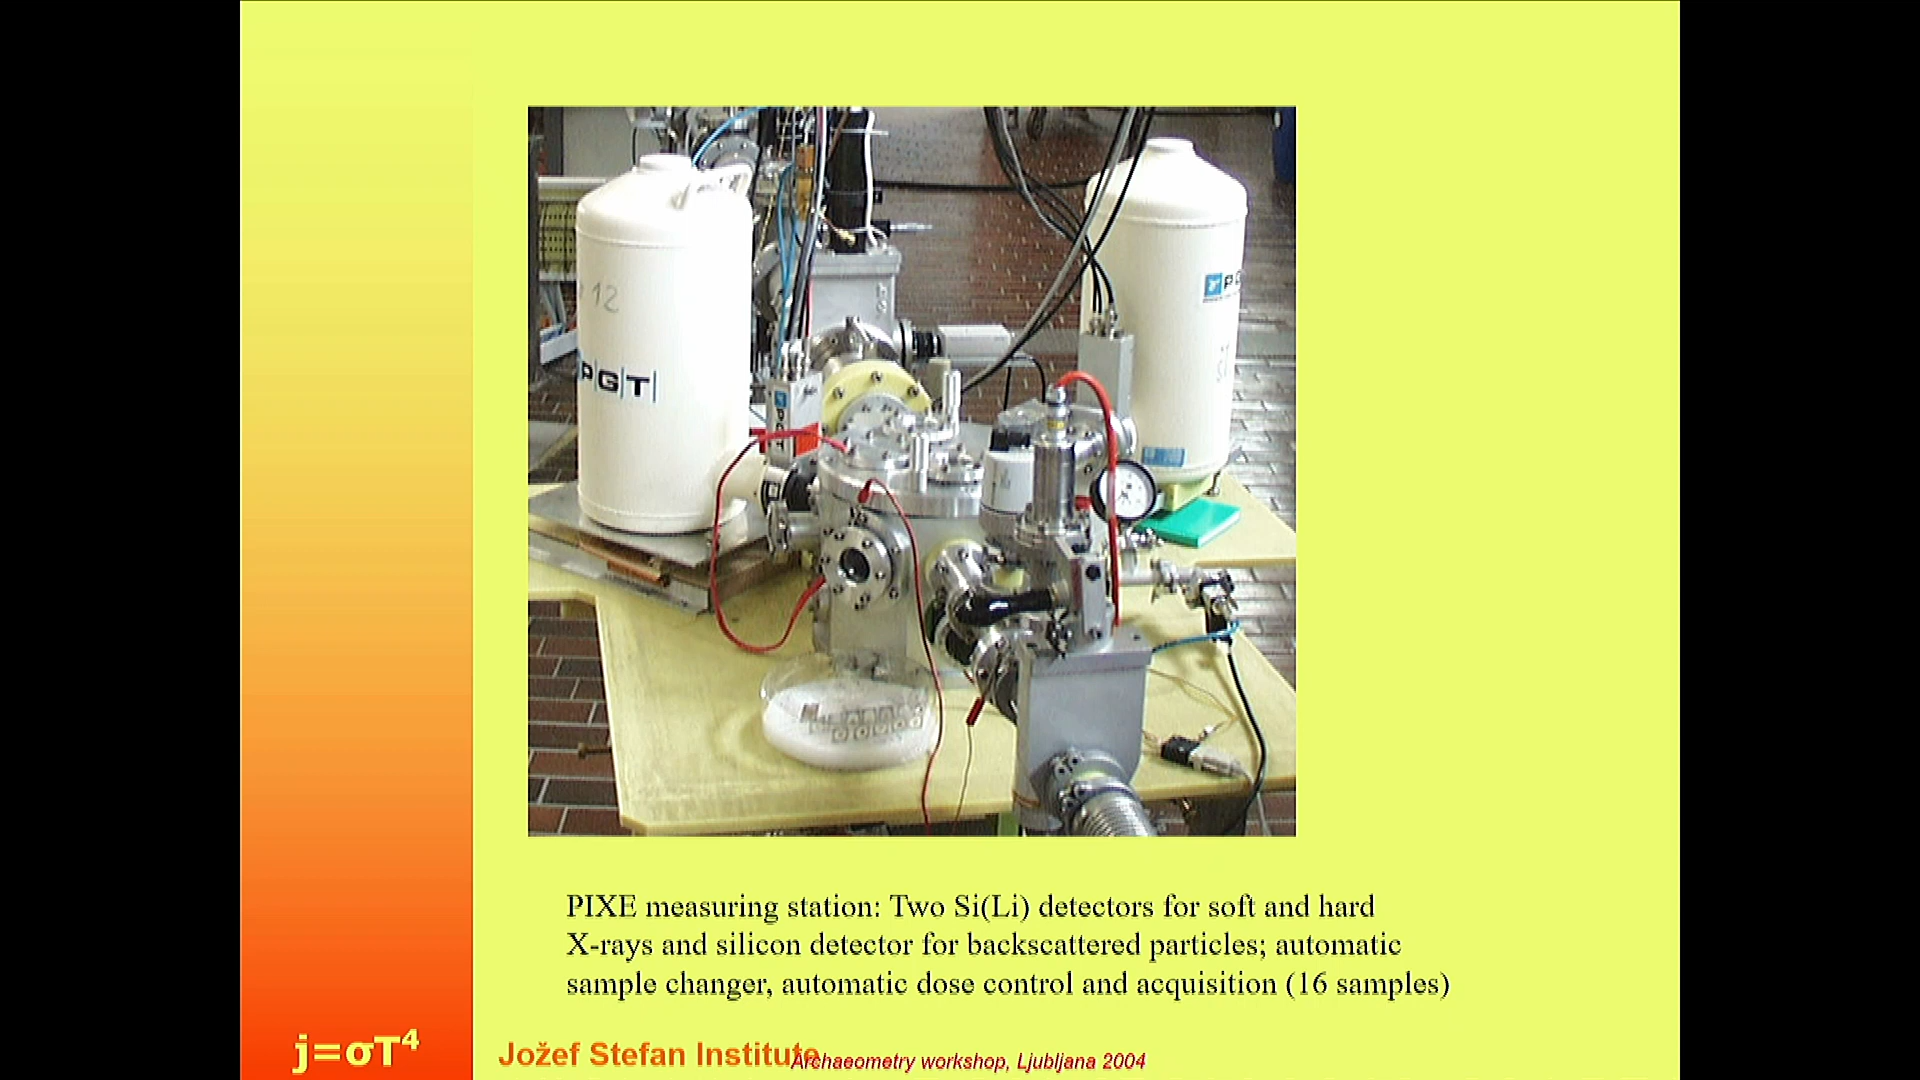 12
PGT
PIXE measuring station: Two Si(Li) detectors for soft and hard
X-rays and silicon detector for backscattered particles; automatic
sample changer, automatic dose control and acquisition (16 samples)
j=σT⁴
Jožef Stefan Institute
Archaeometry workshop, Ljubljana 2004